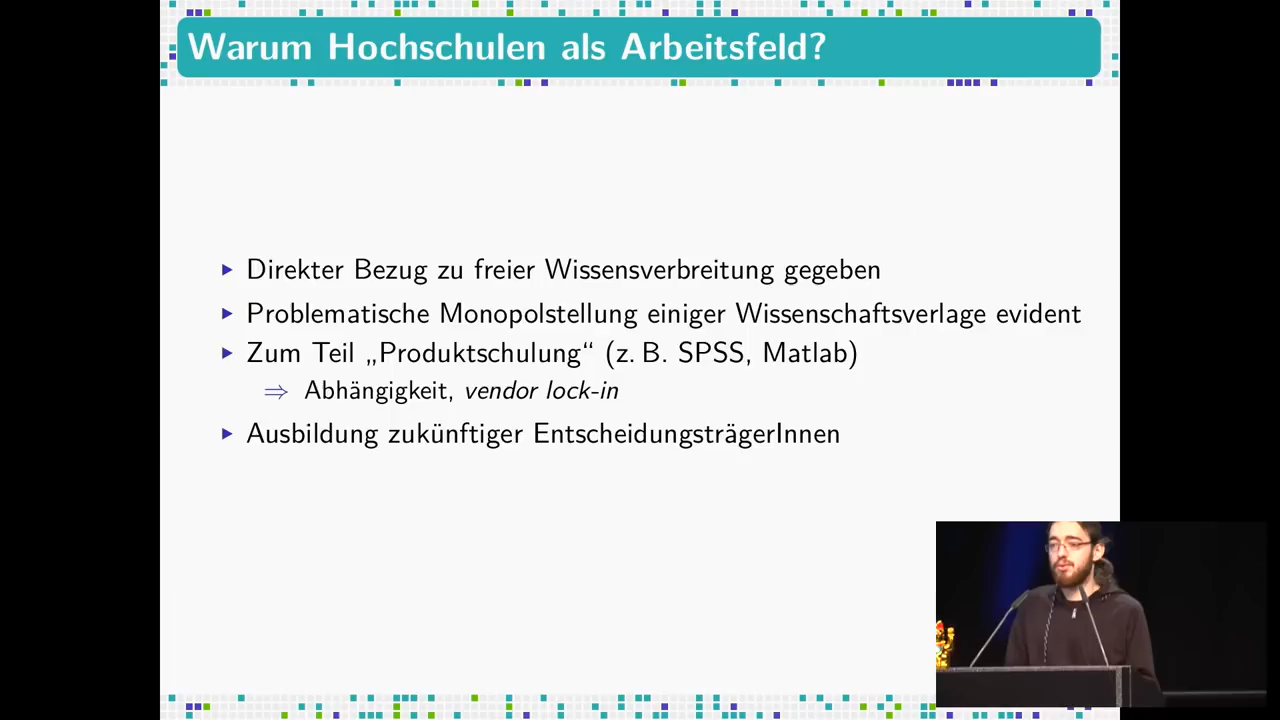 Warum Hochschulen als Arbeitsfeld?
Direkter Bezug zu freier Wissensverbreitung gegeben
Problematische Monopolstellung einiger Wissenschaftsverlage evident
Zum Teil „Produktschulung“ (z. B. SPSS, Matlab)
⇒ Abhängigkeit, vendor lock-in
Ausbildung zukünftiger EntscheidungsträgerInnen